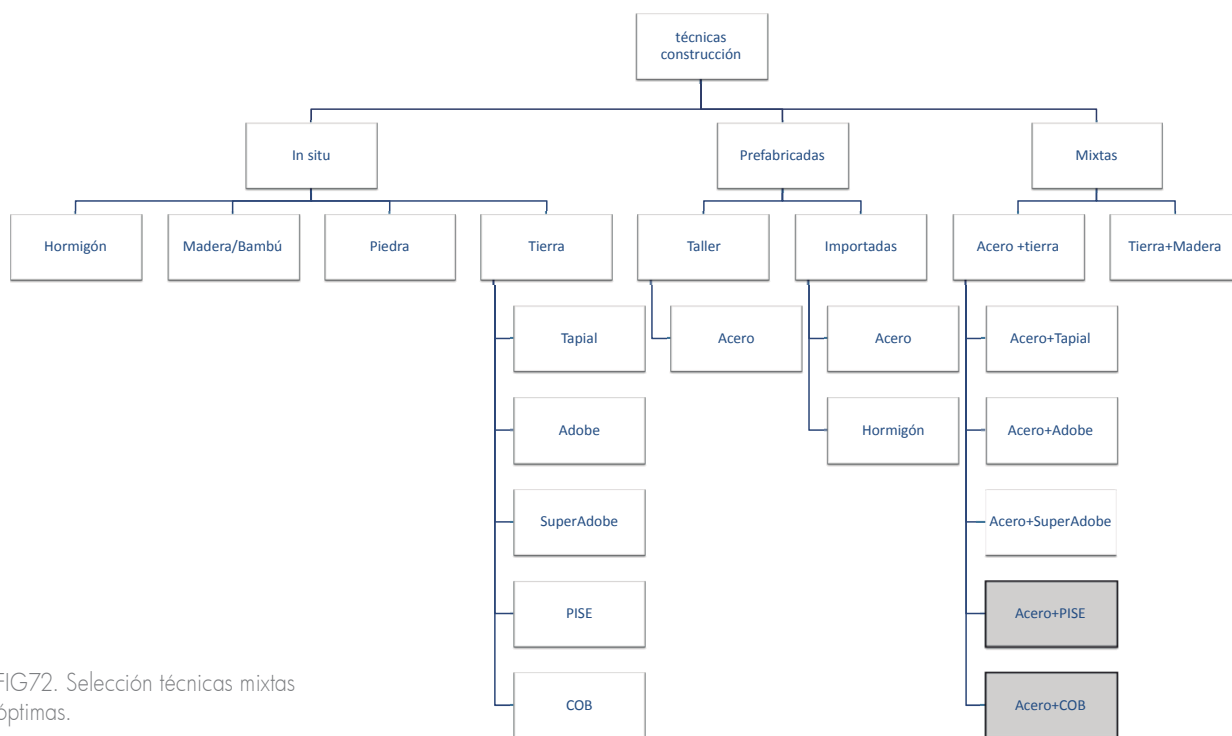 técnicas
construcción
In situ
Prefabricadas
Mixtas
Hormigón
Madera/Bambú
Piedra
Tierra
Taller
Importadas
Acero +tierra
Tierra+Madera
Tapial
Acero
Acero
Acero+Tapial
Adobe
Hormigón
Acero+Adobe
SuperAdobe
Acero+SuperAdobe
PISE
Acero+PISE
COB
Acero+COB
FIG72. Selección técnicas mixtas
óptimas.